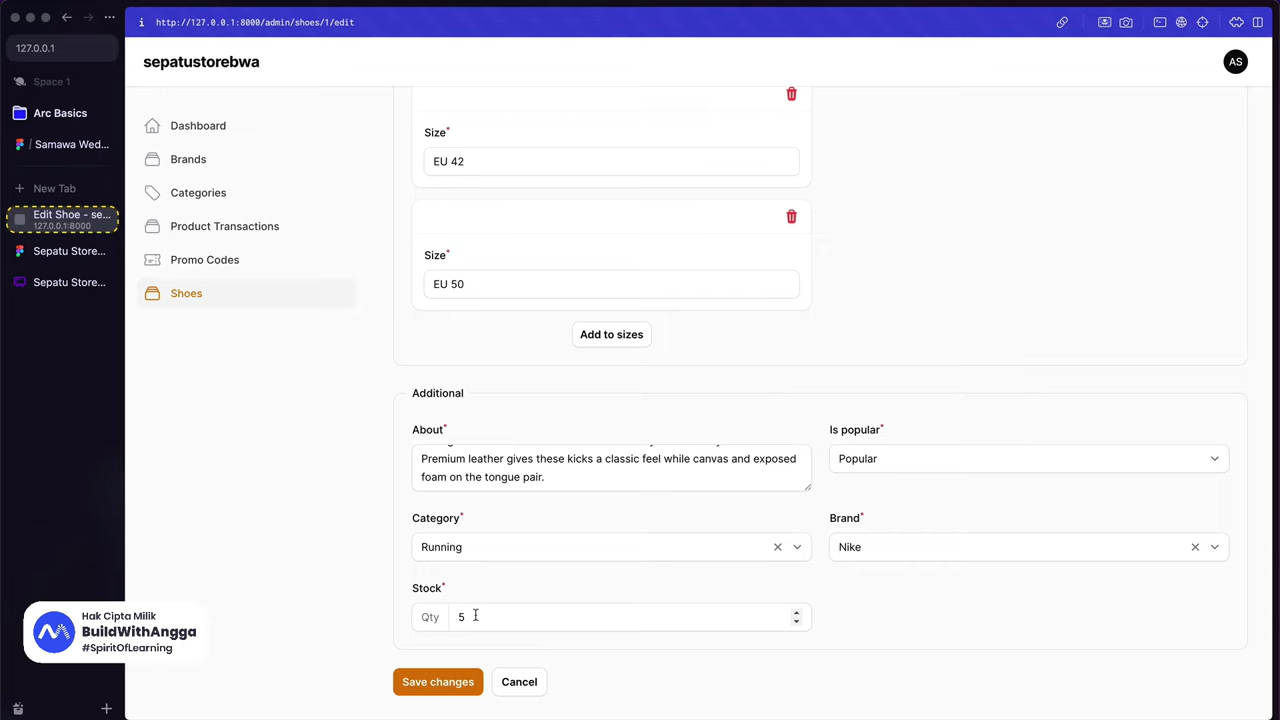 http://127.0.0.1:8000/admin/shoes/1/edit
127.0.0.1
Space 1
Arc Basics
/ Samawa Wed...
New Tab
Edit Shoe - se...
127.0.0.1:8000
Sepatu Store...
Sepatu Store...
sepatustorebwa
AS
Dashboard
Brands
Categories
Product Transactions
Promo Codes
Shoes
Size*
EU 42
Size*
EU 50
Add to sizes
Additional
About*
Premium leather gives these kicks a classic feel while canvas and exposed
foam on the tongue pair.
Is popular*
Popular
Category*
Running
Brand*
Nike
Stock*
Qty 5
Save changes
Cancel
Hak Cipta Milik
BuildWithAngga
#SpiritOfLearning